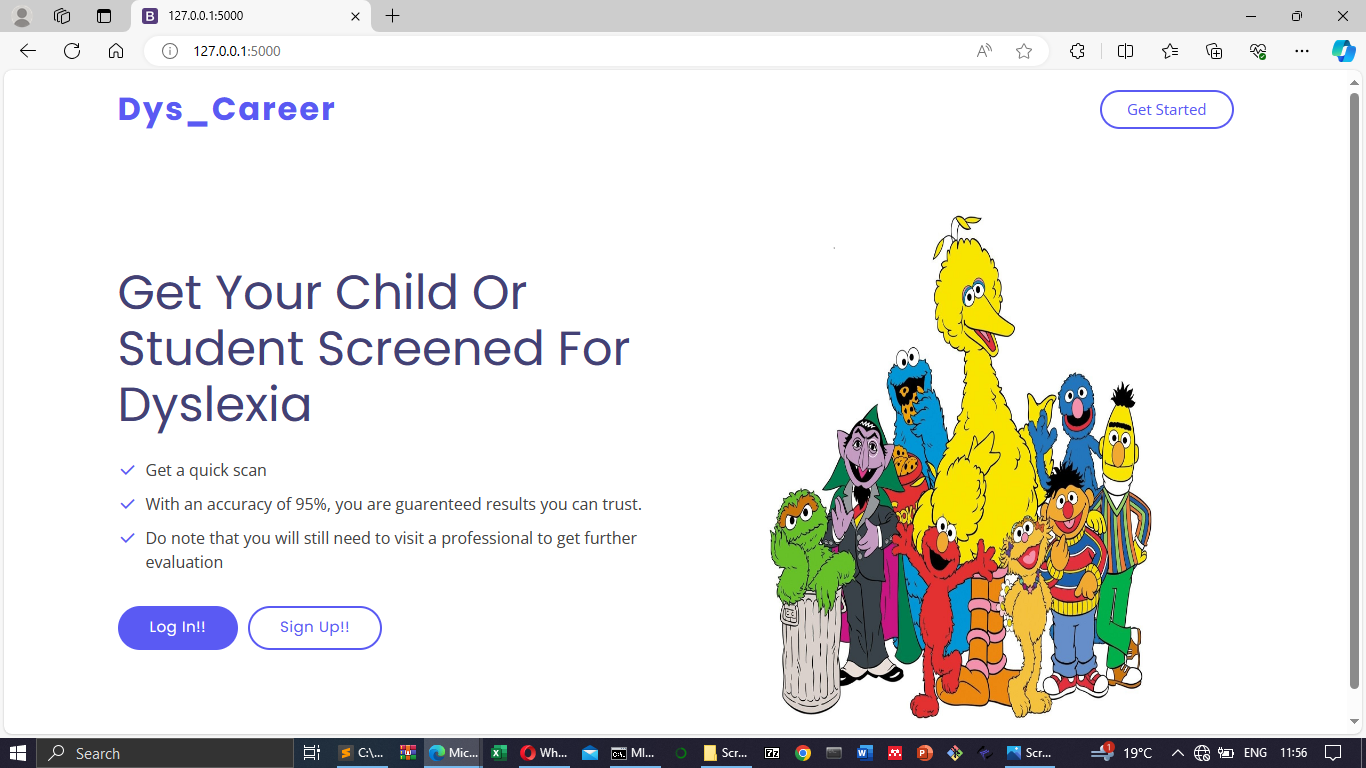 127.0.0.1:5000
127.0.0.1:5000
Dys_Career
Get Started
Get Your Child Or
Student Screened For
Dyslexia
Get a quick scan
With an accuracy of 95%, you are guarenteed results you can trust.
Do note that you will still need to visit a professional to get further
evaluation
Log In!! Sign Up!!
Search C:\... Mic... Wh... MI... Scr... Scr... 19°C ENG 11:56